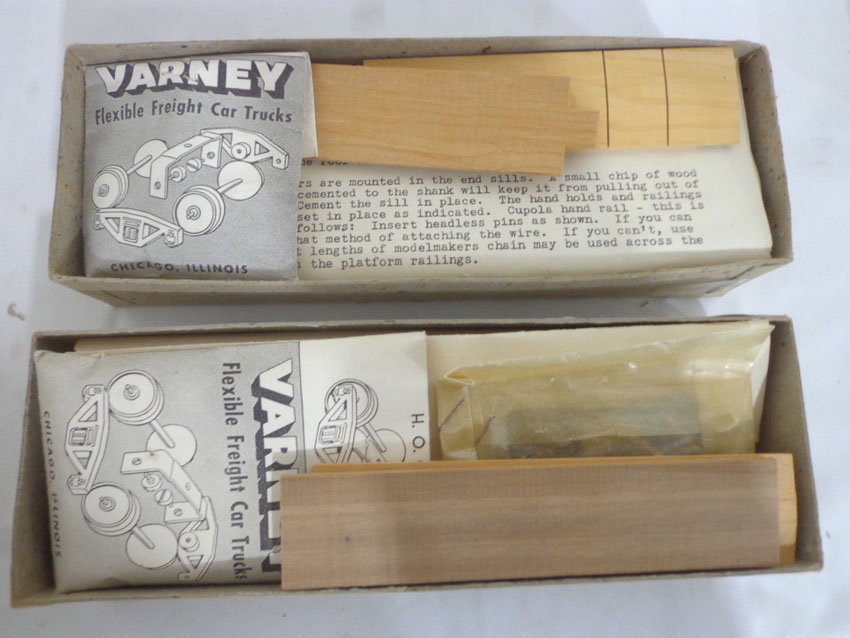 VARNEY
Flexible Freight Car Trucks
CHICAGO, ILLINOIS
rs are mounted in the end sills. A small chip of wood
cemented to the shank will keep it from pulling out of
Cement the sill in place. The hand holds and railings
set in place as indicated. Cupola hand rail - this is
follows: Insert headless pins as shown. If you can
hat method of attaching the wire. If you can't, use
t lengths of modelmakers chain may be used across the
the platform railings.
H. O.
VARN
Flexible Freight Car Trucks
CHICAGO, ILLINOIS